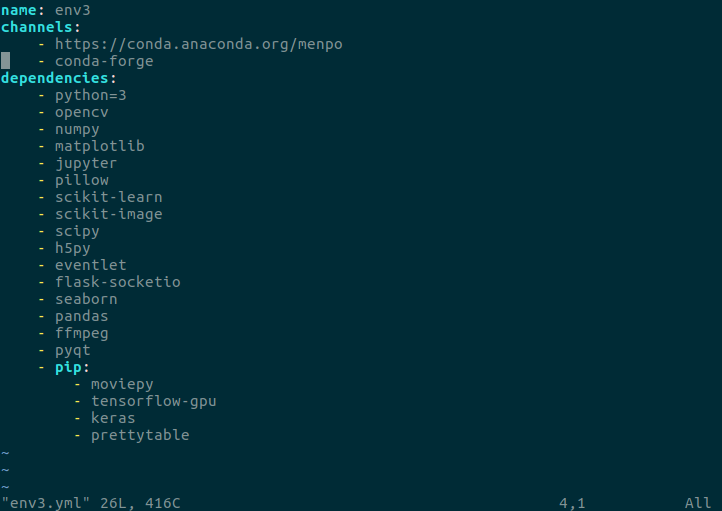 name: env3
channels:
    - https://conda.anaconda.org/menpo
    - conda-forge
dependencies:
    - python=3
    - opencv
    - numpy
    - matplotlib
    - jupyter
    - pillow
    - scikit-learn
    - scikit-image
    - scipy
    - h5py
    - eventlet
    - flask-socketio
    - seaborn
    - pandas
    - ffmpeg
    - pyqt
    - pip:
        - moviepy
        - tensorflow-gpu
        - keras
        - prettytable
~
~
~
"env3.yml" 26L, 416C 4,1 All